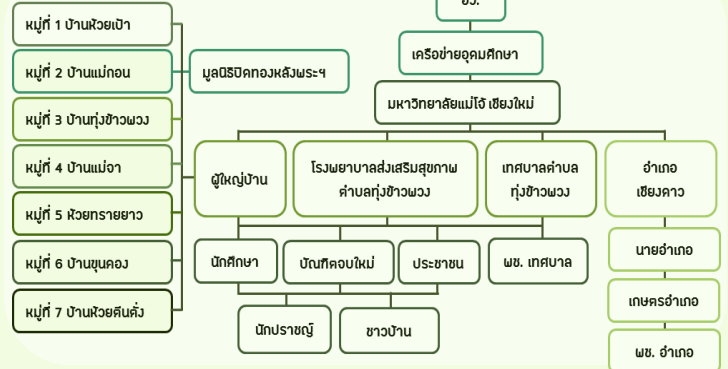 อว.
หมู่ที่ 1 บ้านห้วยเป้า
เครือข่ายอุดมศึกษา
หมู่ที่ 2 บ้านแม่กอน
มูลนิธิปิดทองหลังพระฯ
มหาวิทยาลัยแม่โจ้ เชียงใหม่
หมู่ที่ 3 บ้านทุ่งข้าวพวง
หมู่ที่ 4 บ้านแม่จา
หมู่ที่ 5 ห้วยทรายขาว
หมู่ที่ 6 บ้านขุนคอง
หมู่ที่ 7 บ้านห้วยตีนตั่ง
ผู้ใหญ่บ้าน
โรงพยาบาลส่งเสริมสุขภาพ
ตำบลทุ่งข้าวพวง
เทศบาลตำบล
ทุ่งข้าวพวง
อำเภอ
เชียงดาว
นักศึกษา
บัณฑิตจบใหม่
ประชาชน
พช. เทศบาล
นายอำเภอ
เกษตรอำเภอ
พช. อำเภอ
นักปราชญ์
ชาวบ้าน